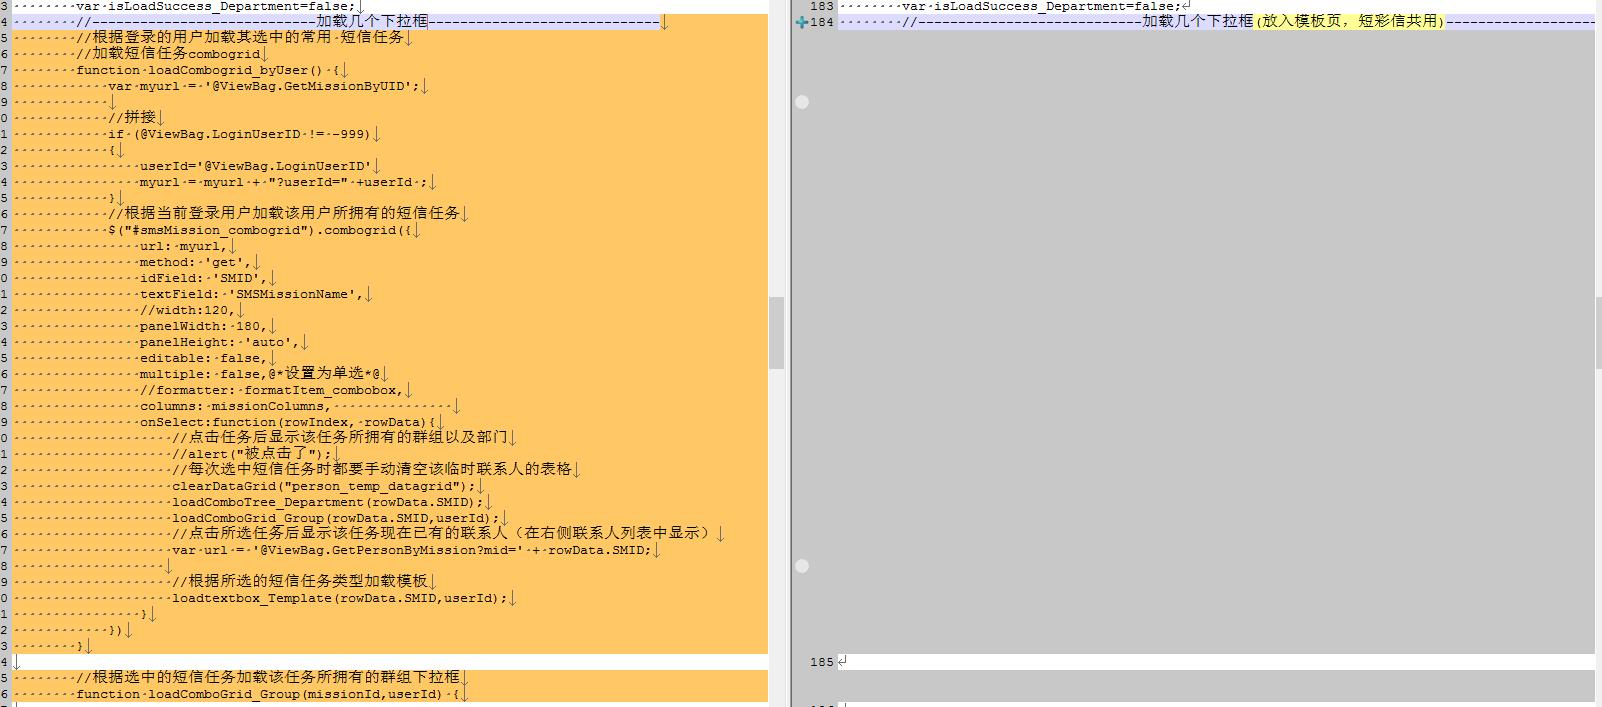 3 var isLoadSuccess_Department=false;
4 //----------------------------加载几个下拉框-----------------------------
5 //根据登录的用户加载其选中的常用 短信任务
6 //加载短信任务combogrid
7 function loadCombogrid_byUser() {
8 var myurl = '@ViewBag.GetMissionByUID';
9
0 //拼接
1 if (@ViewBag.LoginUserID != -999)
2 {
3 userId='@ViewBag.LoginUserID'
4 myurl = myurl + "?userId=" +userId ;
5 }
6 //根据当前登录用户加载该用户所拥有的短信任务
7 $("#smsMission_combogrid").combogrid({
8 url: myurl,
9 method: 'get',
0 idField: 'SMID',
1 textField: 'SMSMissionName',
2 //width:120,
3 panelWidth: 180,
4 panelHeight: 'auto',
5 editable: false,
6 multiple: false,@*设置为单选*@
7 //formatter: formatItem_combobox,
8 columns: missionColumns,
9 onSelect:function(rowIndex, rowData){
0 //点击任务后显示该任务所拥有的群组以及部门
1 //alert("被点击了");
2 //每次选中短信任务时都要手动清空该临时联系人的表格
3 clearDataGrid("person_temp_datagrid");
4 loadComboTree_Department(rowData.SMID);
5 loadComboGrid_Group(rowData.SMID,userId);
6 //点击所选任务后显示该任务现在已有的联系人（在右侧联系人列表中显示）
7 var url = '@ViewBag.GetPersonByMission?mid=' + rowData.SMID;
8
9 //根据所选的短信任务类型加载模板
0 loadtextbox_Template(rowData.SMID,userId);
1 }
2 })
3 }
4
5 //根据选中的短信任务加载该任务所拥有的群组下拉框
6 function loadComboGrid_Group(missionId,userId) {
183 var isLoadSuccess_Department=false;
184 //----------------------------加载几个下拉框(放入模板页，短彩信共用)-------------------
185